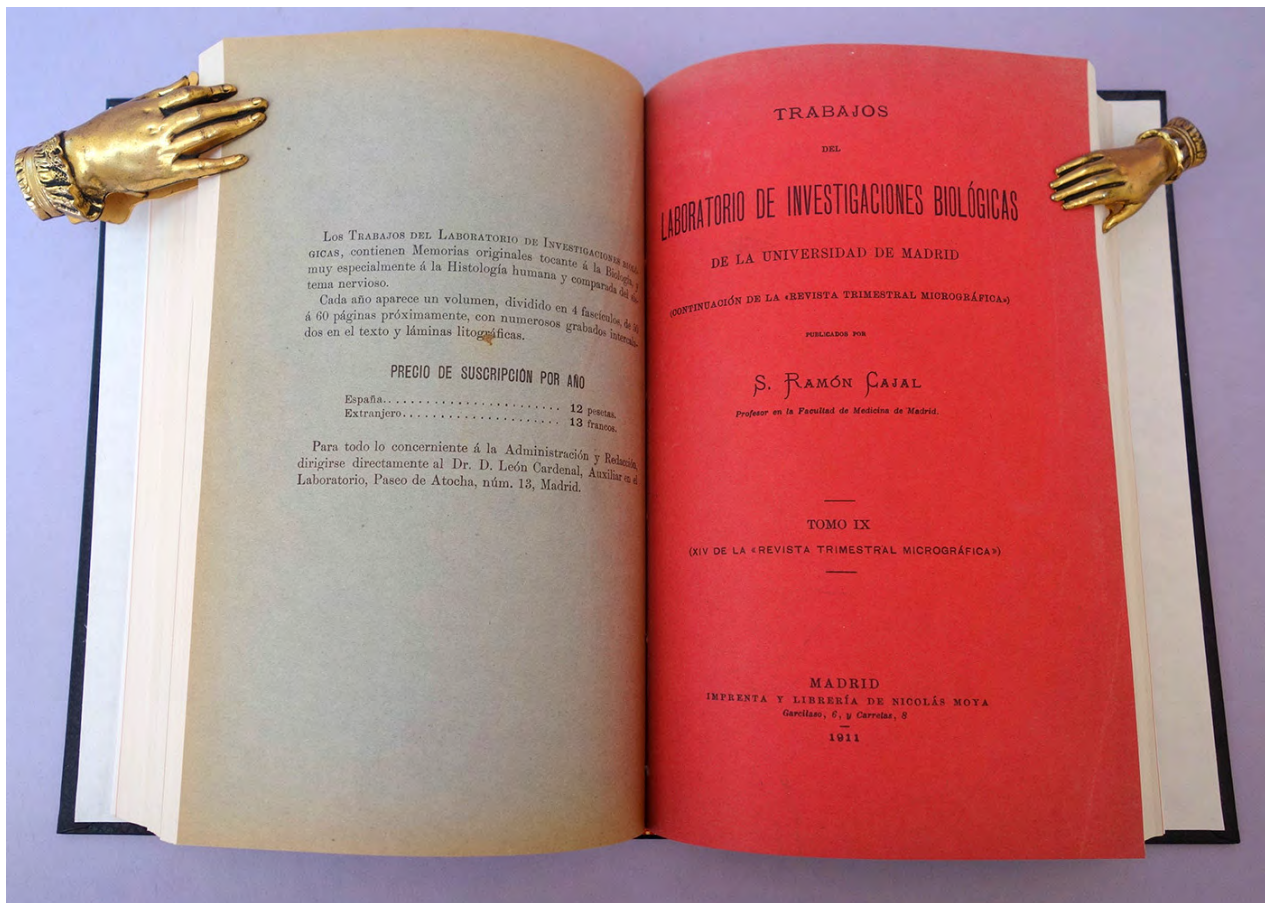 Los Trabajos del Laboratorio de Investigaciones bioló-
gicas, contienen Memorias originales tocante á la Biología, y
muy especialmente á la Histología humana y comparada del sis-
tema nervioso.
Cada año aparece un volumen, dividido en 4 fascículos, de
á 60 páginas próximamente, con numerosos grabados intercala-
dos en el texto y láminas litográficas.
PRECIO DE SUSCRIPCIÓN POR AÑO
España........................ 12 pesetas.
Extranjero..................... 13 francos.
Para todo lo concerniente á la Administración y Redacción,
dirigirse directamente al Dr. D. León Cardenal, Auxiliar en el
Laboratorio, Paseo de Atocha, núm. 13, Madrid.
TRABAJOS
DEL
LABORATORIO DE INVESTIGACIONES BIOLÓGICAS
DE LA UNIVERSIDAD DE MADRID
(CONTINUACIÓN DE LA «REVISTA TRIMESTRAL MICROGRÁFICA»)
PUBLICADOS POR
S. RAMÓN CAJAL
Profesor en la Facultad de Medicina de Madrid.
TOMO IX
(XIV DE LA «REVISTA TRIMESTRAL MICROGRÁFICA»)
MADRID
IMPRENTA Y LIBRERÍA DE NICOLÁS MOYA
Garcilaso, 6, y Carretas, 8
1911